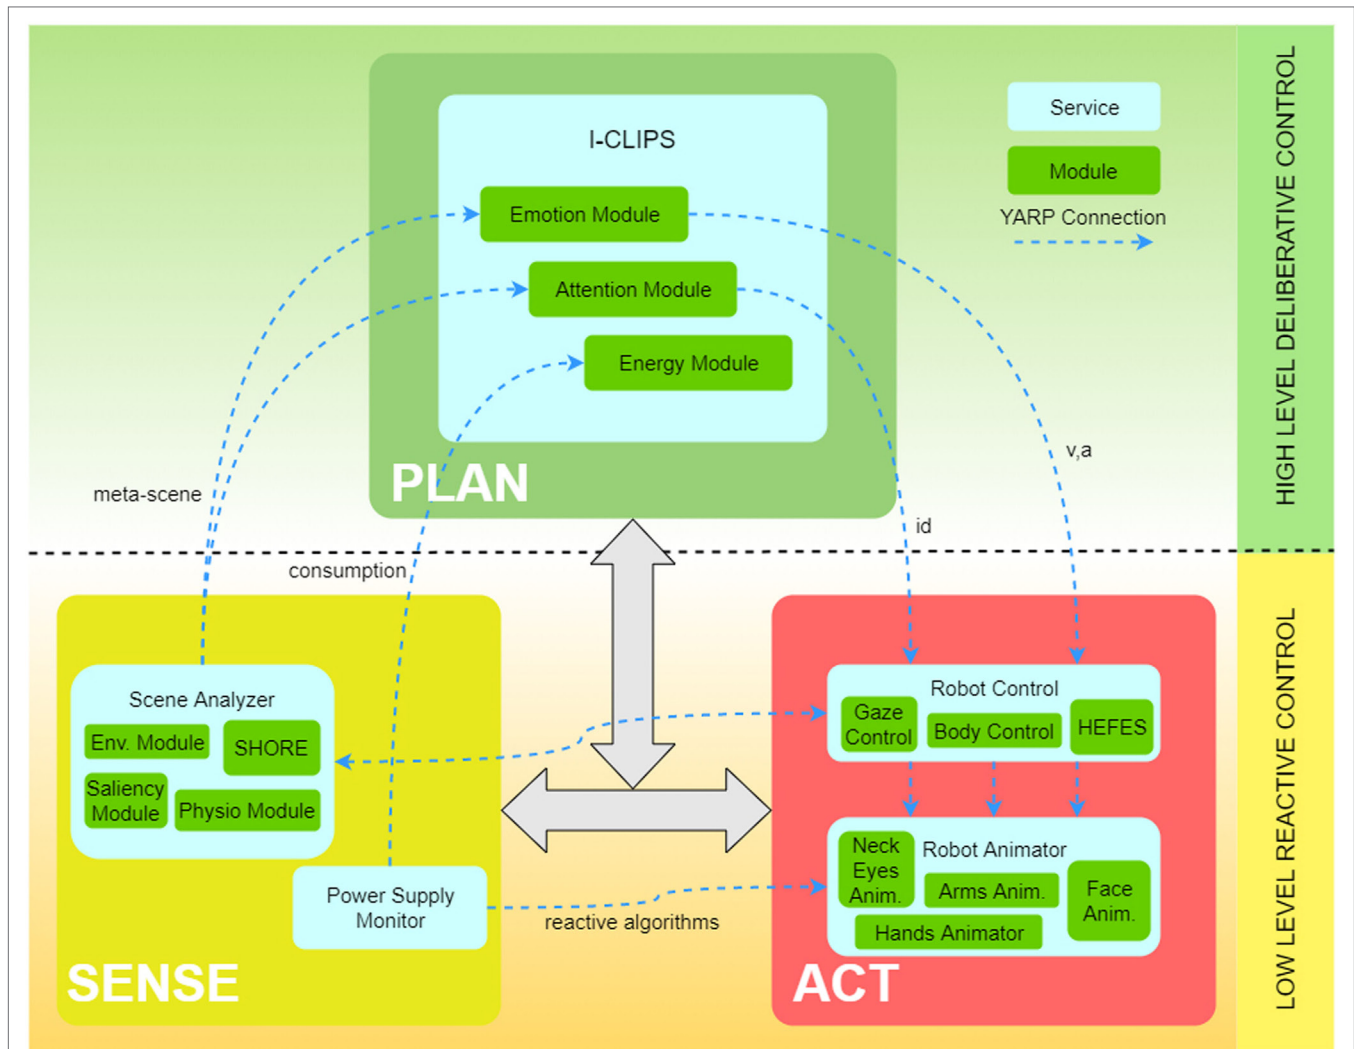 I-CLIPS
Emotion Module
Attention Module
Energy Module
PLAN
Service
Module
YARP Connection
HIGH LEVEL DELIBERATIVE CONTROL
meta-scene
v,a
id
consumption
Scene Analyzer
Env. Module
SHORE
Saliency
Module
Physio Module
Power Supply
Monitor
SENSE
reactive algorithms
Robot Control
Gaze
Control
Body Control
HEFES
Robot Animator
Neck
Eyes
Anim.
Arms Anim.
Face
Anim.
Hands Animator
ACT
LOW LEVEL REACTIVE CONTROL